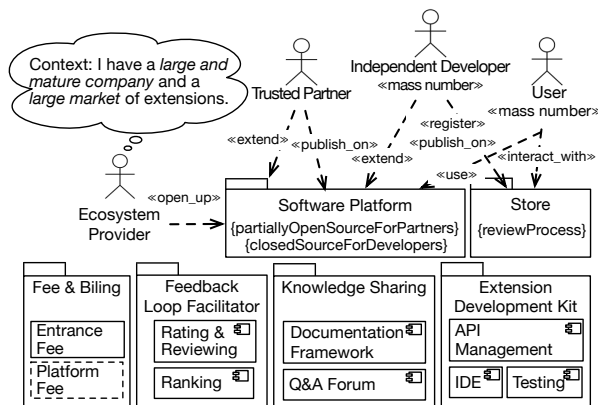 Context: I have a large and
mature company and a
large market of extensions.
Trusted Partner
Independent Developer
«mass number»
User
«mass number»
«extend»
«publish_on»
«extend»
«register»
«publish_on»
«use»
«interact_with»
Ecosystem
Provider
«open_up»
Software Platform
{partiallyOpenSourceForPartners}
{closedSourceForDevelopers}
Store
{reviewProcess}
Fee & Biling
Entrance
Fee
Platform
Fee
Feedback
Loop Facilitator
Rating &
Reviewing
Ranking
Knowledge Sharing
Documentation
Framework
Q&A Forum
Extension
Development Kit
API
Management
IDE
Testing